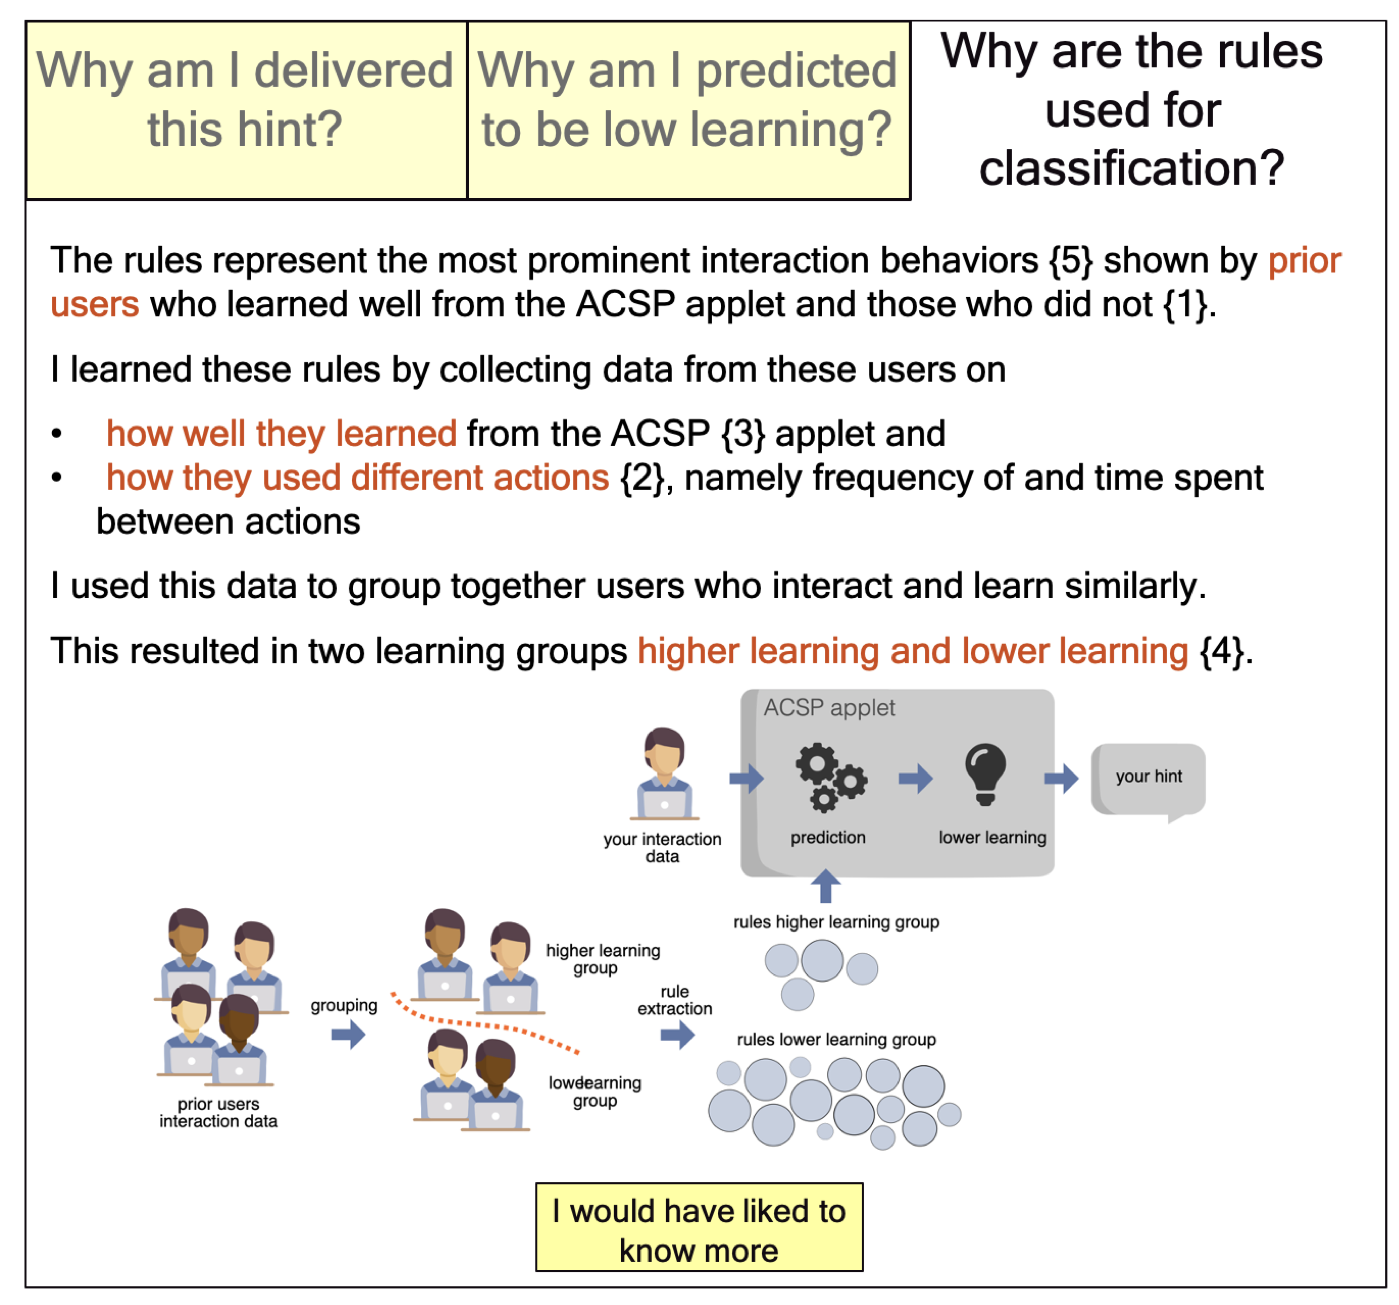 Why am I delivered
this hint?
Why am I predicted
to be low learning?
Why are the rules
used for
classification?
The rules represent the most prominent interaction behaviors {5} shown by prior
users who learned well from the ACSP applet and those who did not {1}.
I learned these rules by collecting data from these users on
• how well they learned from the ACSP {3} applet and
• how they used different actions {2}, namely frequency of and time spent
between actions
I used this data to group together users who interact and learn similarly.
This resulted in two learning groups higher learning and lower learning {4}.
ACSP applet
your interaction
data
prediction
lower learning
your hint
prior users
interaction data
grouping
higher learning
group
lowerlearning
group
rule
extraction
rules higher learning group
rules lower learning group
I would have liked to
know more